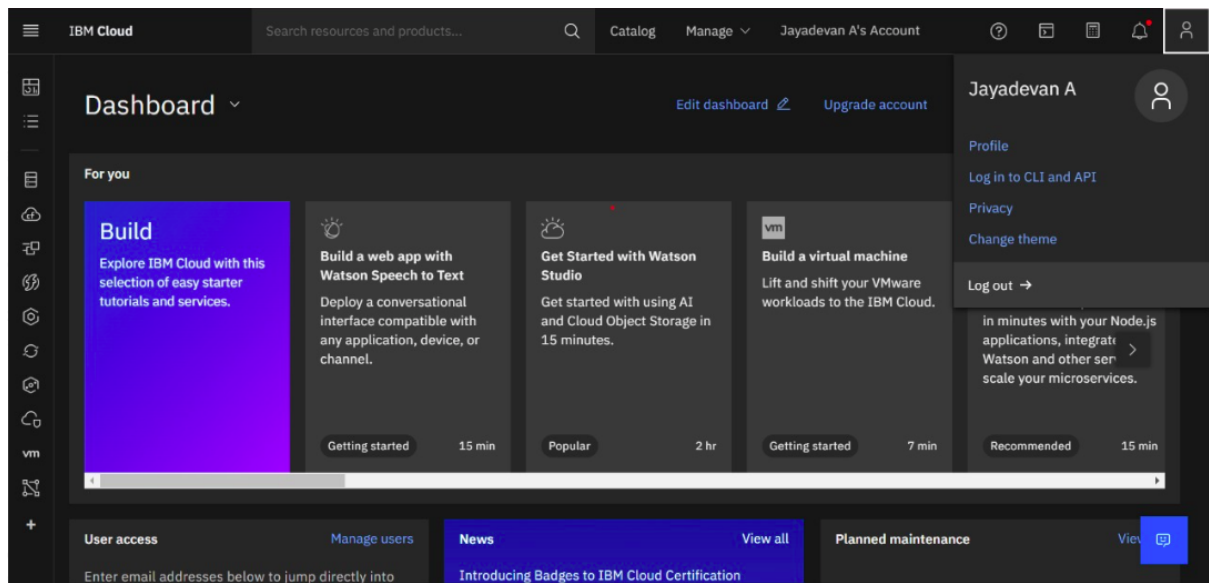 IBM Cloud
Search resources and products...
Catalog
Manage
Jayadevan A's Account
Jayadevan A
Profile
Log in to CLI and API
Privacy
Change theme
Log out →
Dashboard
Edit dashboard
Upgrade account
For you
Build
Explore IBM Cloud with this
selection of easy starter
tutorials and services.
Build a web app with
Watson Speech to Text
Deploy a conversational
interface compatible with
any application, device, or
channel.
Getting started
15 min
Get Started with Watson
Studio
Get started with using AI
and Cloud Object Storage in
15 minutes.
Popular
2 hr
vm
Build a virtual machine
Lift and shift your VMware
workloads to the IBM Cloud.
Getting started
7 min
in minutes with your Node.js
applications,
Watson and other
scale your microservices.
Recommended
15 min
vm
User access
Manage users
Enter email addresses below to jump directly into
News
View all
Introducing Badges to IBM Cloud Certification
Planned maintenance